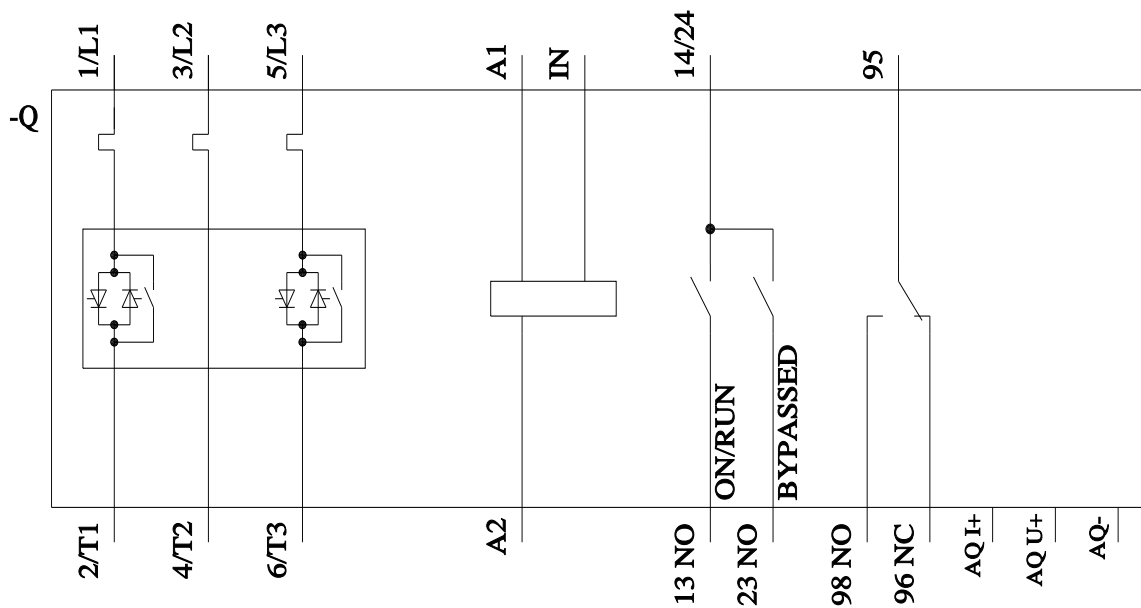 1/L1
3/L2
5/L3
A1
IN
14/24
95
-Q
ON/RUN
BYPASSED
2/T1
4/T2
6/T3
A2
13 NO
23 NO
98 NO
96 NC
AQ I+
AQ U+
AQ-